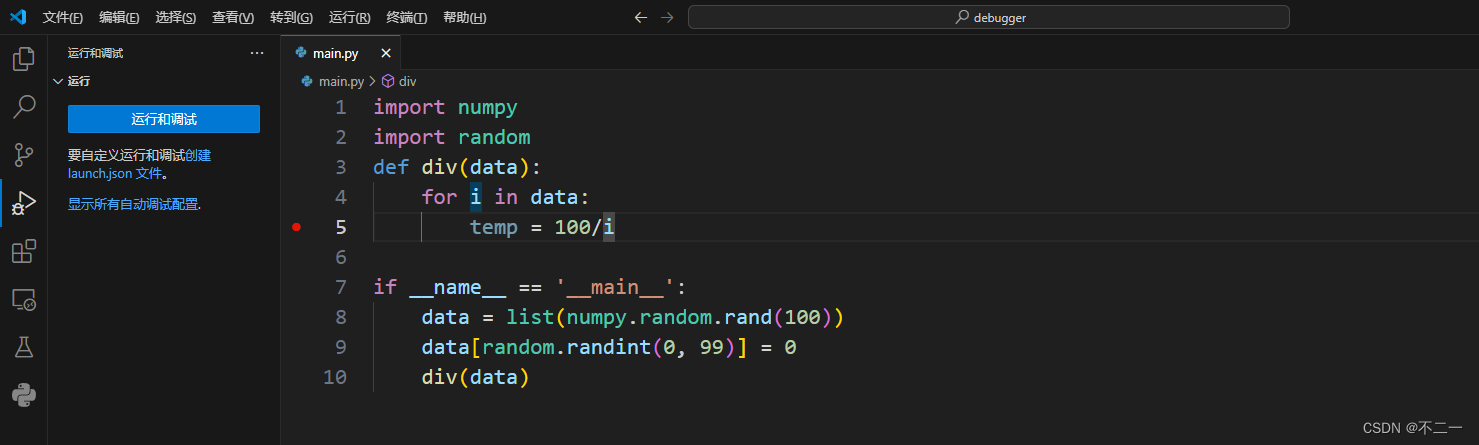 文件(F) 编辑(E) 选择(S) 查看(V) 转到(G) 运行(R) 终端(T) 帮助(H) debugger
运行和调试 ···
运行
运行和调试
要自定义运行和调试创建
launch.json 文件。
显示所有自动调试配置.
main.py
main.py > div
1 import numpy
2 import random
3 def div(data):
4     for i in data:
5         temp = 100/i
6
7 if __name__ == '__main__':
8     data = list(numpy.random.rand(100))
9     data[random.randint(0, 99)] = 0
10     div(data)
CSDN @不二一